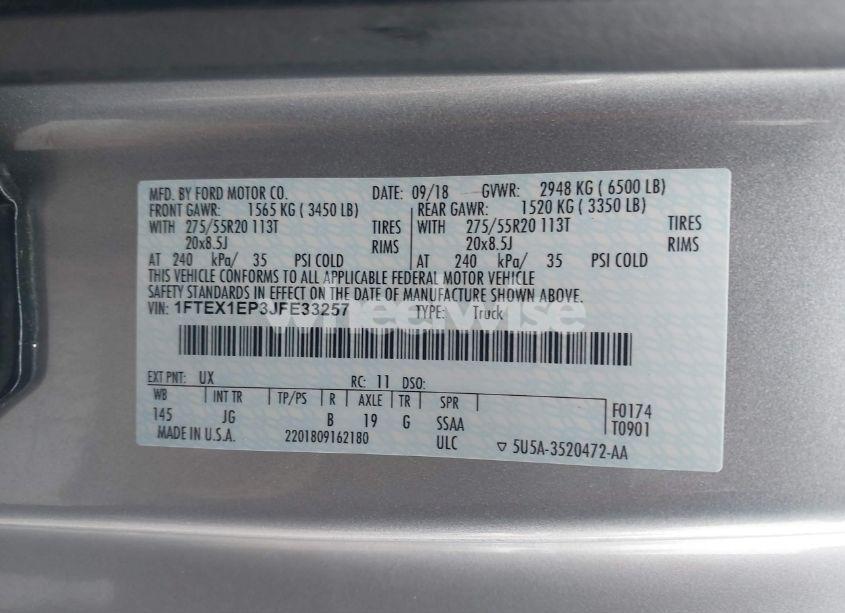 MFD. BY FORD MOTOR CO. DATE: 09/18 GVWR: 2948 KG ( 6500 LB)
FRONT GAWR: 1565 KG ( 3450 LB) REAR GAWR: 1520 KG ( 3350 LB)
WITH 275/55R20 113T TIRES WITH 275/55R20 113T TIRES
20x8.5J RIMS 20x8.5J RIMS
AT 240 kPa/ 35 PSI COLD AT 240 kPa/ 35 PSI COLD
THIS VEHICLE CONFORMS TO ALL APPLICABLE FEDERAL MOTOR VEHICLE
SAFETY STANDARDS IN EFFECT ON THE DATE OF MANUFACTURE SHOWN ABOVE.
VIN: 1FTEX1EP3JFE33257 TYPE: Truck
Wheelwise
EXT PNT: UX RC: 11 DSO:
WB INT TR TP/PS R AXLE TR SPR
145 JG B 19 G SSAA
F0174
T0901
MADE IN U.S.A. 2201809162180 ULC ▽ 5U5A-3520472-AA